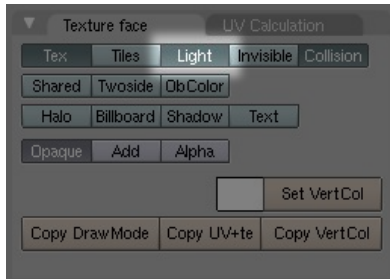 Texture face UV Calculation
Tex Tiles Light Invisible Collision
Shared Twoside ObColor
Halo Billboard Shadow Text
Opaque Add Alpha
Set VertCol
Copy DrawMode Copy UV+te Copy VertCol